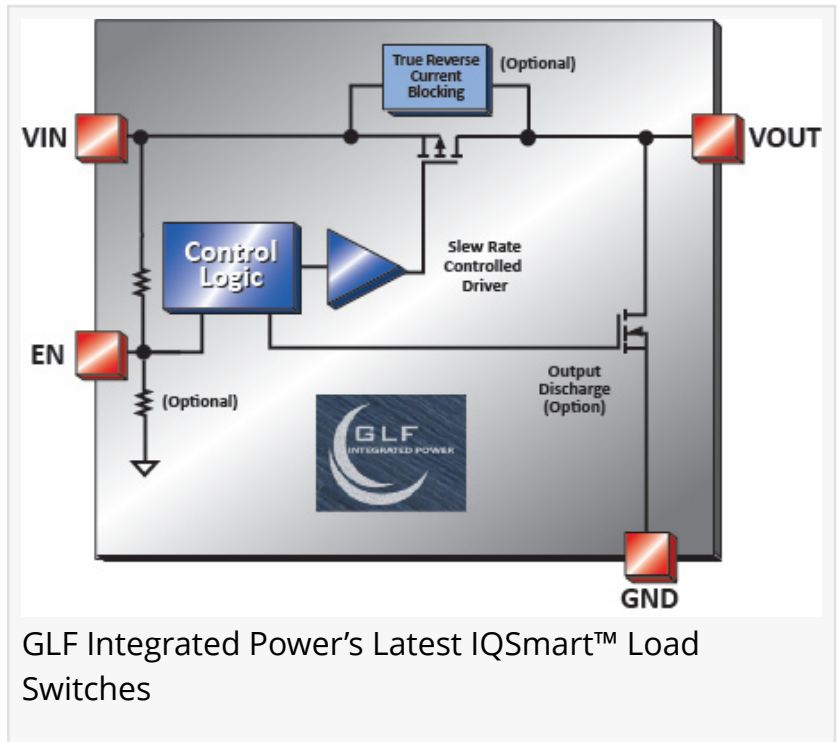 True Reverse
Current
Blocking
(Optional)
VIN
VOUT
Control
Logic
Slew Rate
Controlled
Driver
EN
(Optional)
Output
Discharge
(Option)
GLF
INTEGRATED POWER
GND
GLF Integrated Power’s Latest IQSmart™ Load
Switches